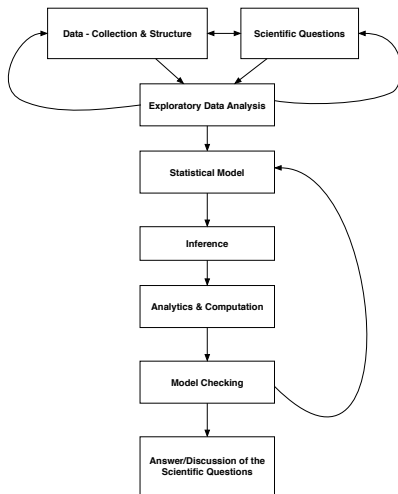 Data - Collection & Structure
Scientific Questions
Exploratory Data Analysis
Statistical Model
Inference
Analytics & Computation
Model Checking
Answer/Discussion of the
Scientific Questions